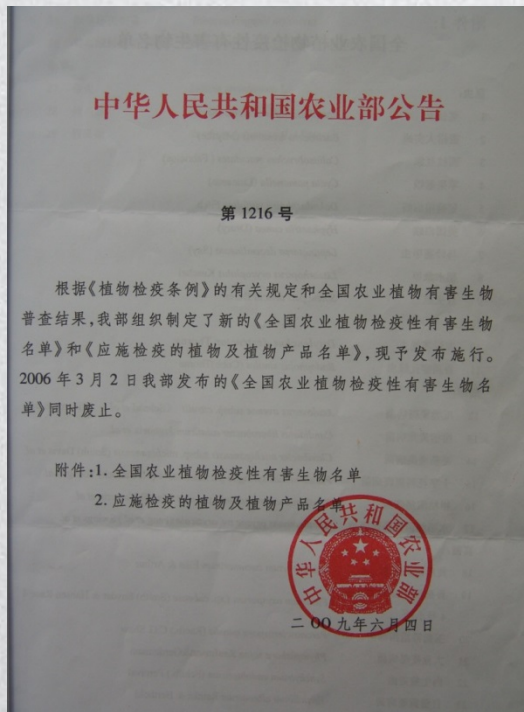 中华人民共和国农业部公告
第1216号
根据《植物检疫条例》的有关规定和全国农业植物有害生物
普查结果,我部组织制定了新的《全国农业植物检疫性有害生物
名单》和《应施检疫的植物及植物产品名单》,现予发布施行。
2006年3月2日我部发布的《全国农业植物检疫性有害生物名
单》同时废止。
附件:1.全国农业植物检疫性有害生物名单
2.应施检疫的植物及植物产品名单
中华人民共和国农业部
二〇〇九年六月四日